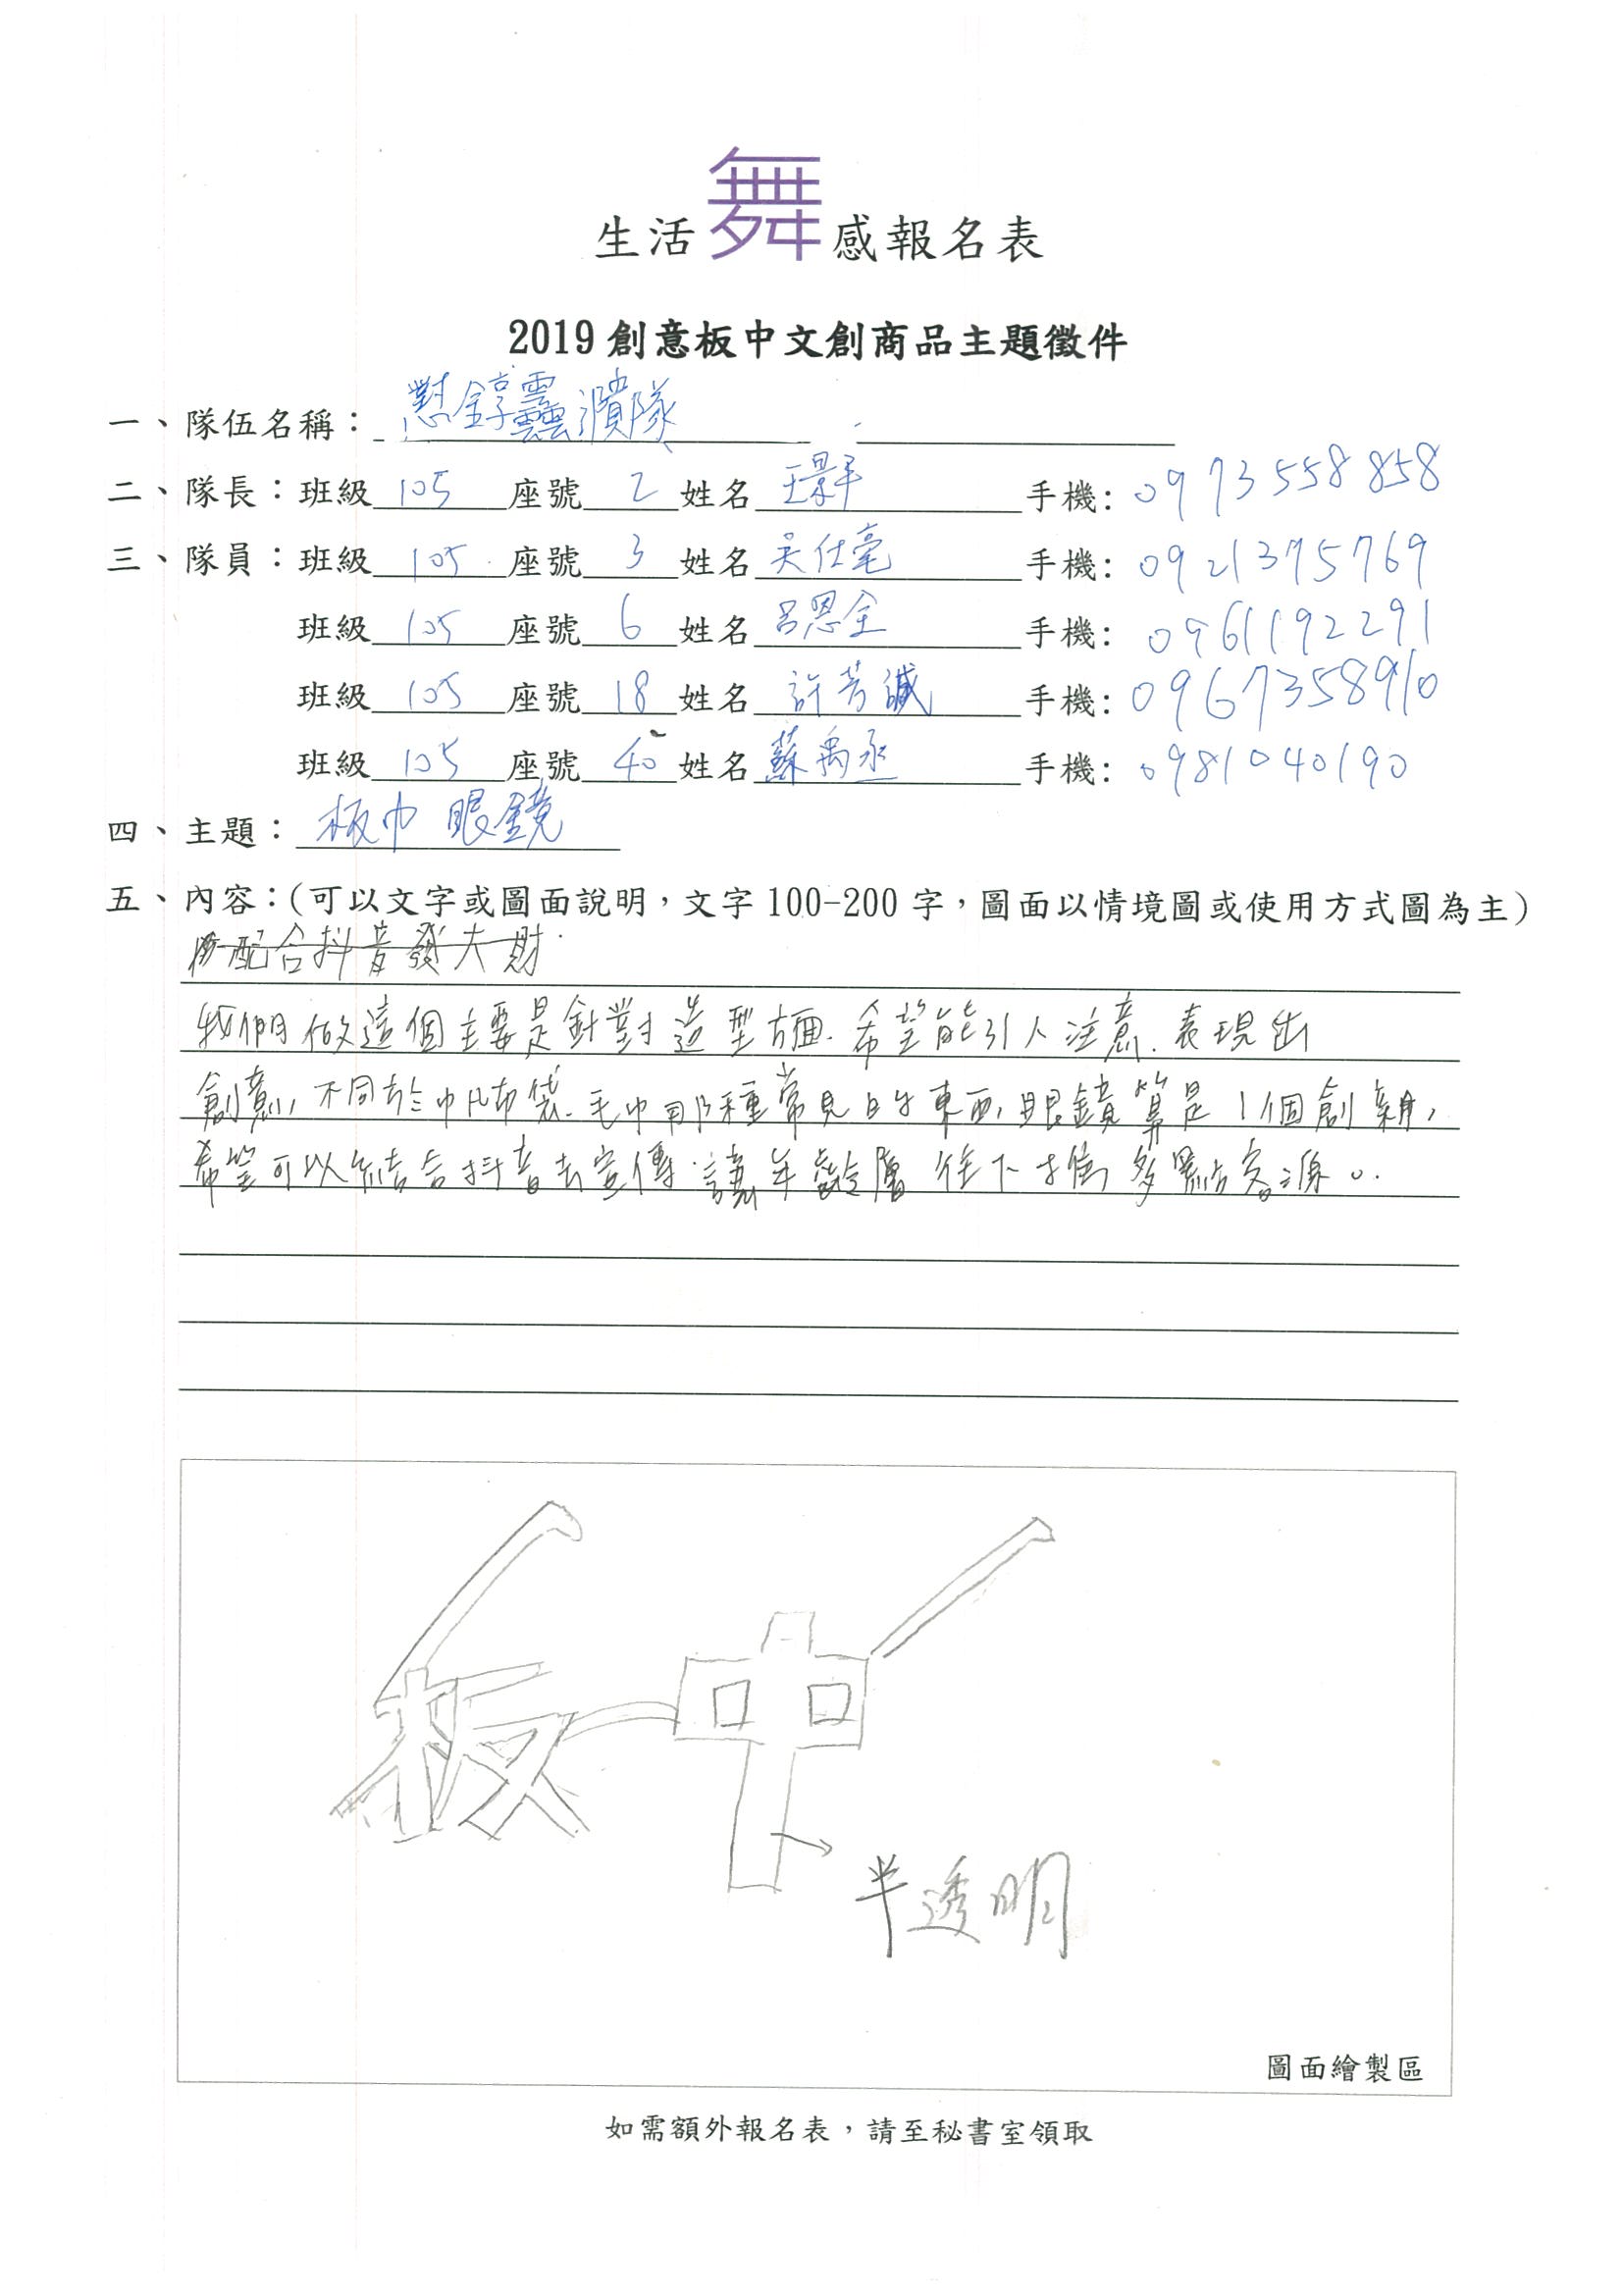 生活舞感報名表
2019創意板中文創商品主題徵件
一、隊伍名稱：懟錞䨺濻隊
二、隊長：班級 105 座號 2 姓名 王景平 手機：0973558858
三、隊員：班級 105 座號 3 姓名 吳仕毫 手機：0921375769
班級 105 座號 6 姓名 呂恩全 手機：0961192291
班級 105 座號 18 姓名 許芳誠 手機：0967358910
班級 105 座號 40 姓名 蘇禹丞 手機：0981040190
四、主題：板巾 眼鏡
五、內容：(可以文字或圖面說明，文字100-200字，圖面以情境圖或使用方式圖為主)
配合抖音發大財
我們做這個主要是針對造型方面.希望能引人注意.表現出
創意,不同於帆布袋.毛巾那種常見的東西,眼鏡算是1個創新,
希望可以結合抖音去宣傳.讓年齡層往下才衝多點客源。
板中
半透明
圖面繪製區
如需額外報名表，請至秘書室領取